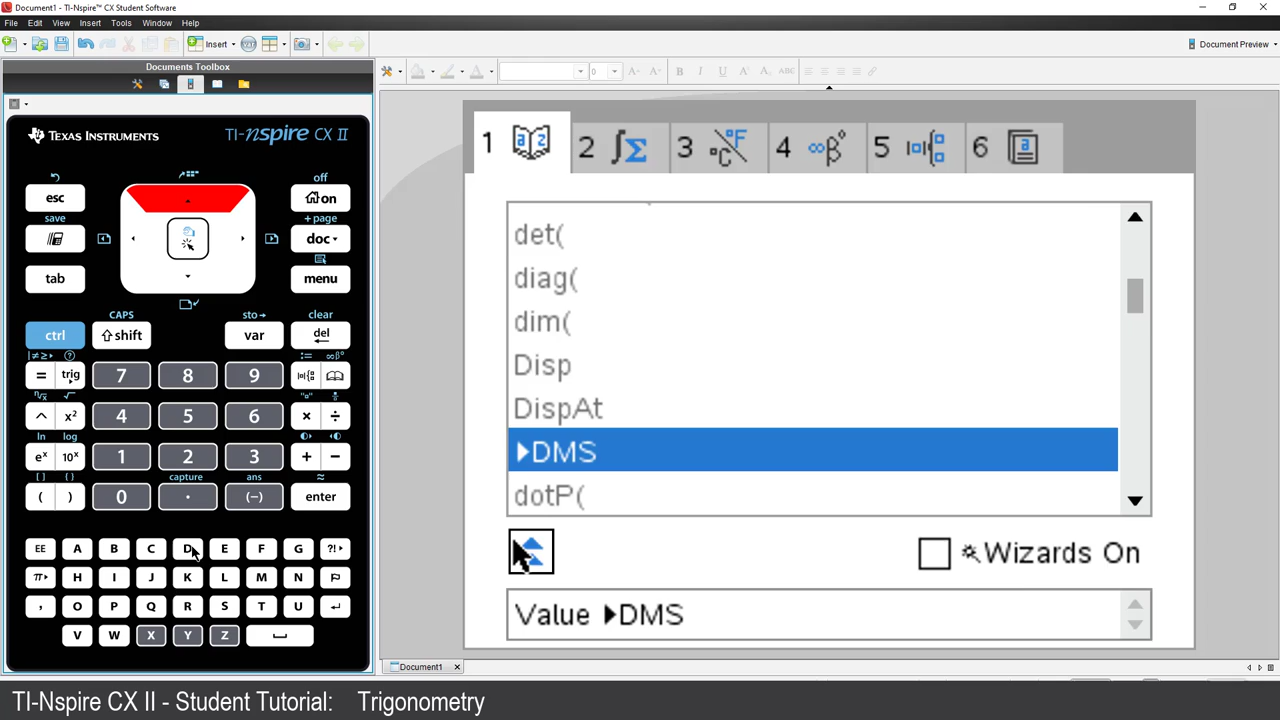 Document1 - TI-Nspire™ CX Student Software
File Edit View Insert Tools Window Help
Insert
Document Preview
Documents Toolbox
TEXAS INSTRUMENTS
TI-nspire CX II
esc
off
on
save
+ page
doc
tab
menu
CAPS
sto→
clear
ctrl
shift
var
del
= trig 7 8 9
^ x² 4 5 6 × ÷
ln log
eˣ 10ˣ 1 2 3 + −
[ ] { } capture ans ≈
( ) 0 . (−) enter
EE A B C D E F G ?!▸
π▸ H I J K L M N
, O P Q R S T U
V W X Y Z
0
B I U A A ABC
1 2 ∫Σ 3 °C °F 4 ∞β° 5 6
det(
diag(
dim(
Disp
DispAt
▶DMS
dotP(
Wizards On
Value ▶DMS
Document1
TI-Nspire CX II - Student Tutorial: Trigonometry